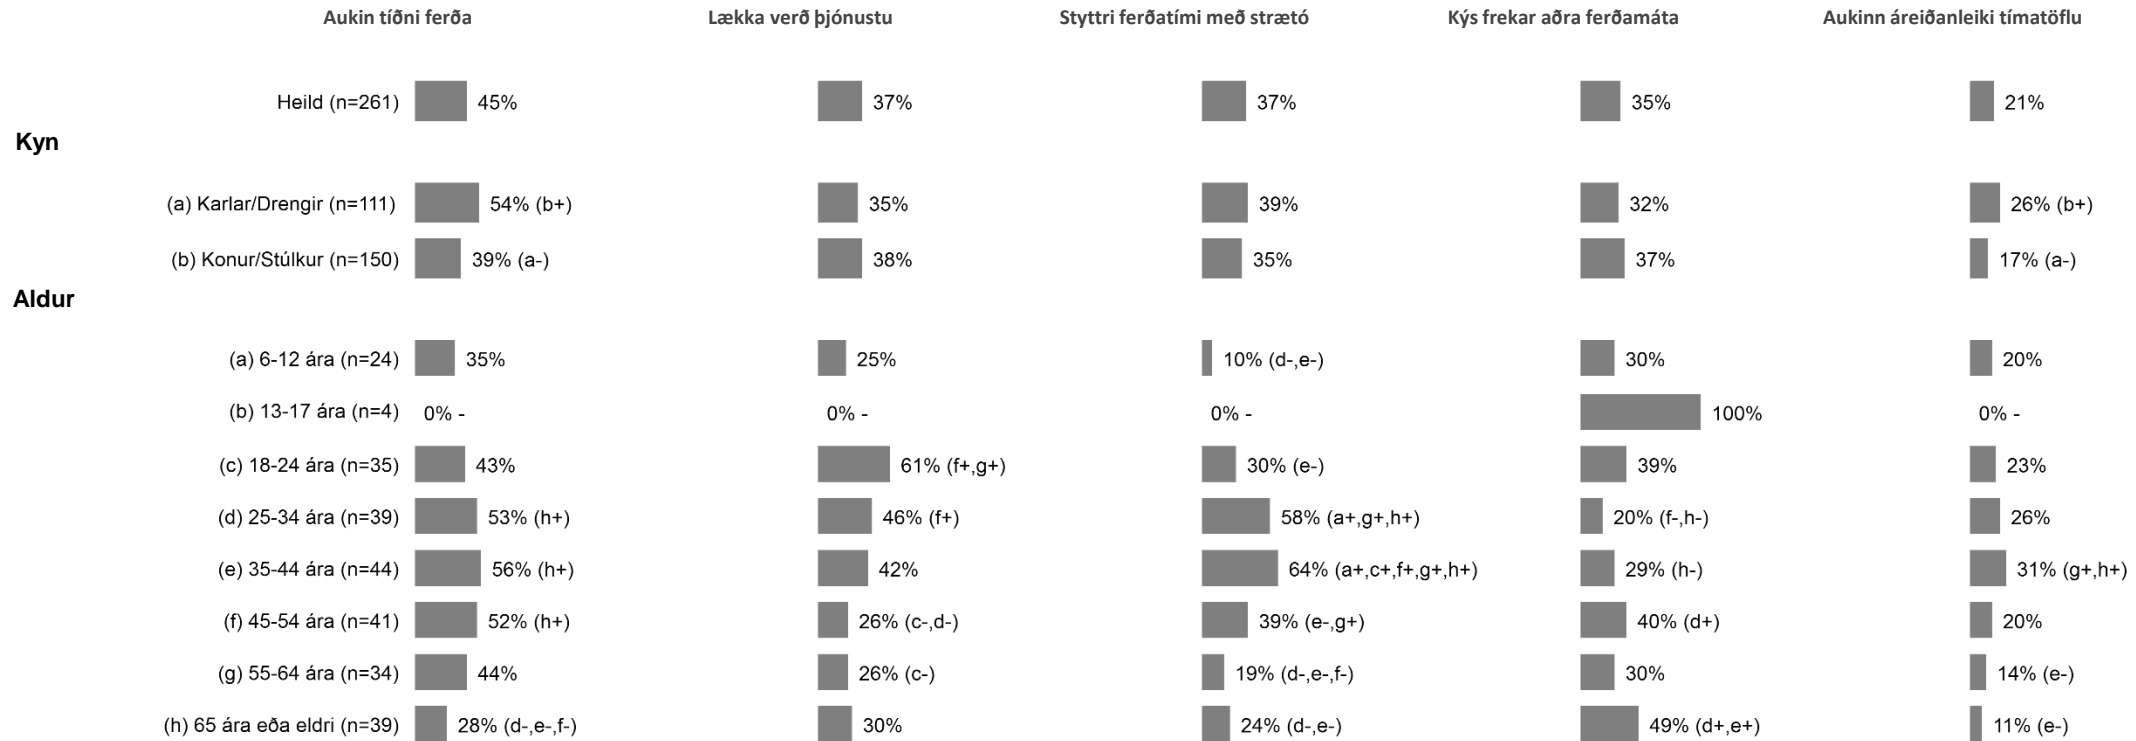 Aukin tíðni ferða Lækka verð þjónustu Styttri ferðatími með strætó Kýs frekar aðra ferðamáta Aukinn áreiðanleiki tímatöflu
Heild (n=261) 45% 37% 37% 35% 21%
Kyn
(a) Karlar/Drengir (n=111) 54% (b+) 35% 39% 32% 26% (b+)
(b) Konur/Stúlkur (n=150) 39% (a-) 38% 35% 37% 17% (a-)
Aldur
(a) 6-12 ára (n=24) 35% 25% 10% (d-,e-) 30% 20%
(b) 13-17 ára (n=4) 0% - 0% - 0% - 100% 0% -
(c) 18-24 ára (n=35) 43% 61% (f+,g+) 30% (e-) 39% 23%
(d) 25-34 ára (n=39) 53% (h+) 46% (f+) 58% (a+,g+,h+) 20% (f-,h-) 26%
(e) 35-44 ára (n=44) 56% (h+) 42% 64% (a+,c+,f+,g+,h+) 29% (h-) 31% (g+,h+)
(f) 45-54 ára (n=41) 52% (h+) 26% (c-,d-) 39% (e-,g+) 40% (d+) 20%
(g) 55-64 ára (n=34) 44% 26% (c-) 19% (d-,e-,f-) 30% 14% (e-)
(h) 65 ára eða eldri (n=39) 28% (d-,e-,f-) 30% 24% (d-,e-) 49% (d+,e+) 11% (e-)